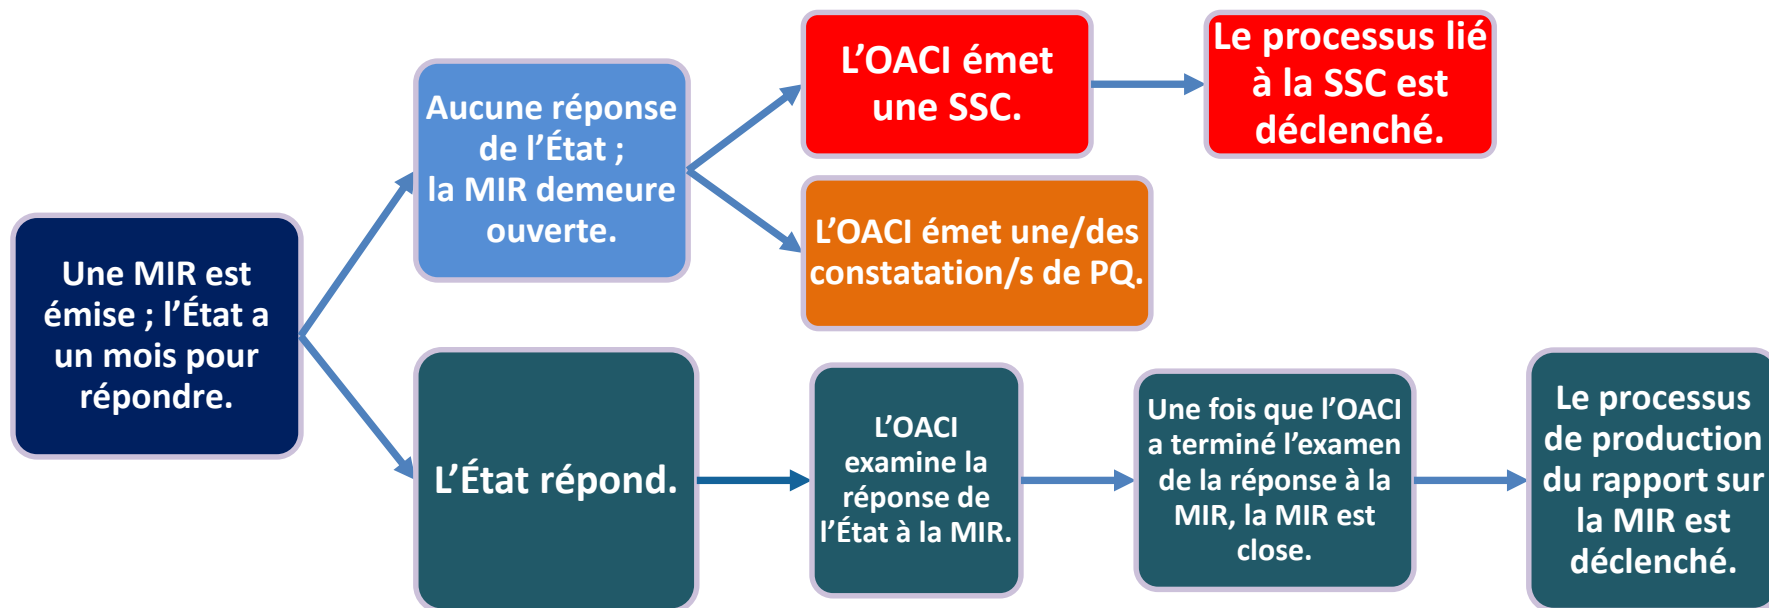 Une MIR est
émise ; l’État a
un mois pour
répondre.
Aucune réponse
de l’État ;
la MIR demeure
ouverte.
L’OACI émet
une SSC.
Le processus lié
à la SSC est
déclenché.
L’OACI émet une/des
constatation/s de PQ.
L’État répond.
L’OACI
examine la
réponse de
l’État à la MIR.
Une fois que l’OACI
a terminé l’examen
de la réponse à la
MIR, la MIR est
close.
Le processus
de production
du rapport sur
la MIR est
déclenché.